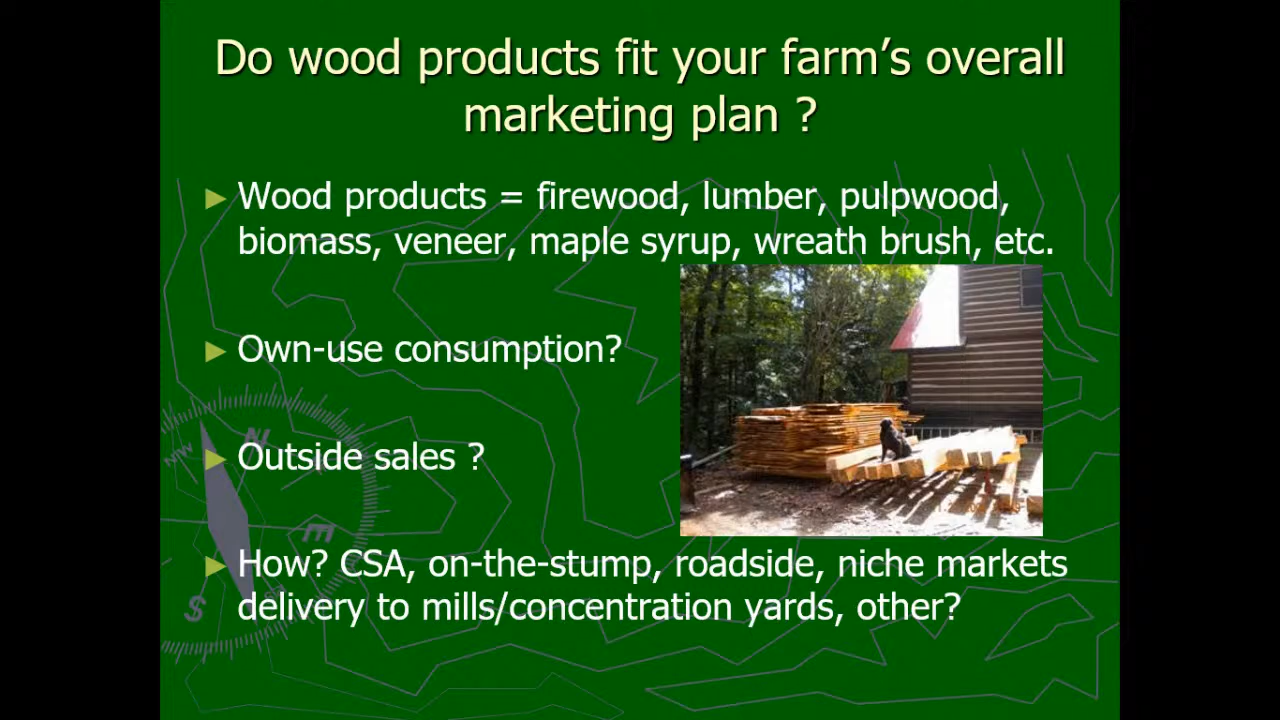 Do wood products fit your farm’s overall
marketing plan ?
► Wood products = firewood, lumber, pulpwood,
biomass, veneer, maple syrup, wreath brush, etc.
► Own-use consumption?
N
NW
► Outside sales ?
E
► How? CSA, on-the-stump, roadside, niche markets
S
delivery to mills/concentration yards, other?